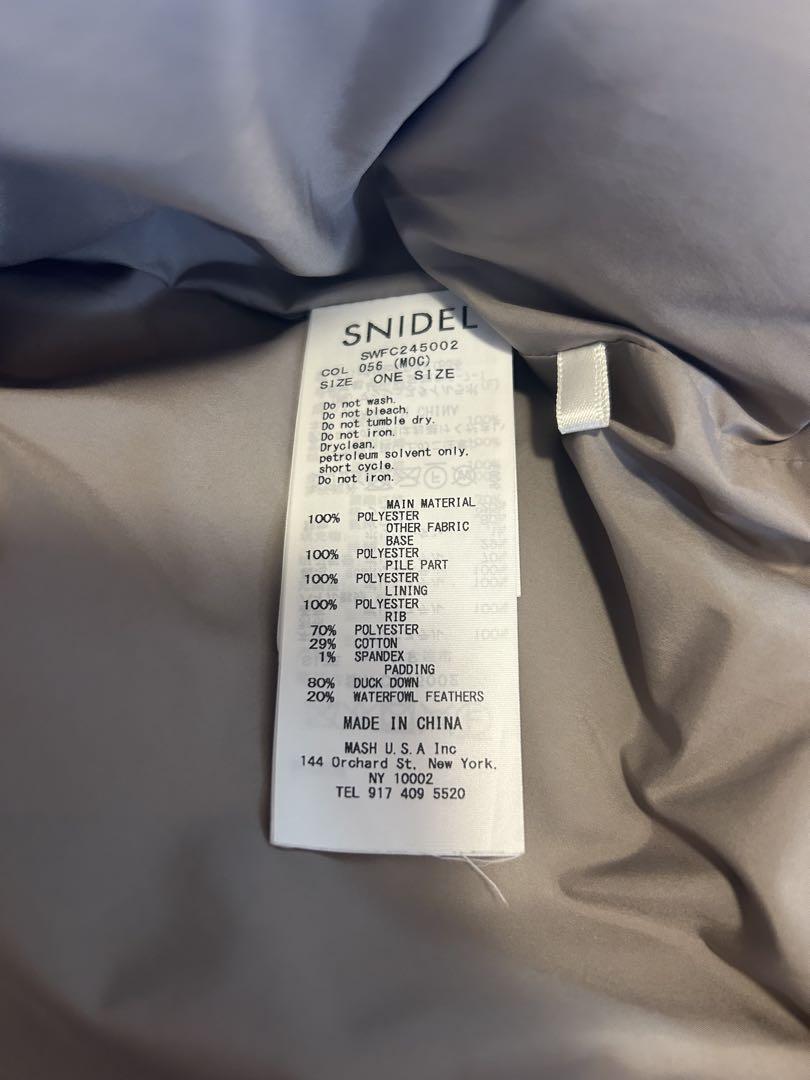 SNIDEL
SWFC245002
COL 056 (MOC)
SIZE ONE SIZE
Do not wash.
Do not bleach.
Do not tumble dry.
Do not iron.
Dryclean.
petroleum solvent only.
short cycle.
Do not iron.
MAIN MATERIAL
100% POLYESTER
OTHER FABRIC
BASE
100% POLYESTER
PILE PART
100% POLYESTER
LINING
100% POLYESTER
RIB
70% POLYESTER
29% COTTON
1% SPANDEX
PADDING
80% DUCK DOWN
20% WATERFOWL FEATHERS
MADE IN CHINA
MASH U.S.A Inc
144 Orchard St. New York.
NY 10002
TEL 917 409 5520